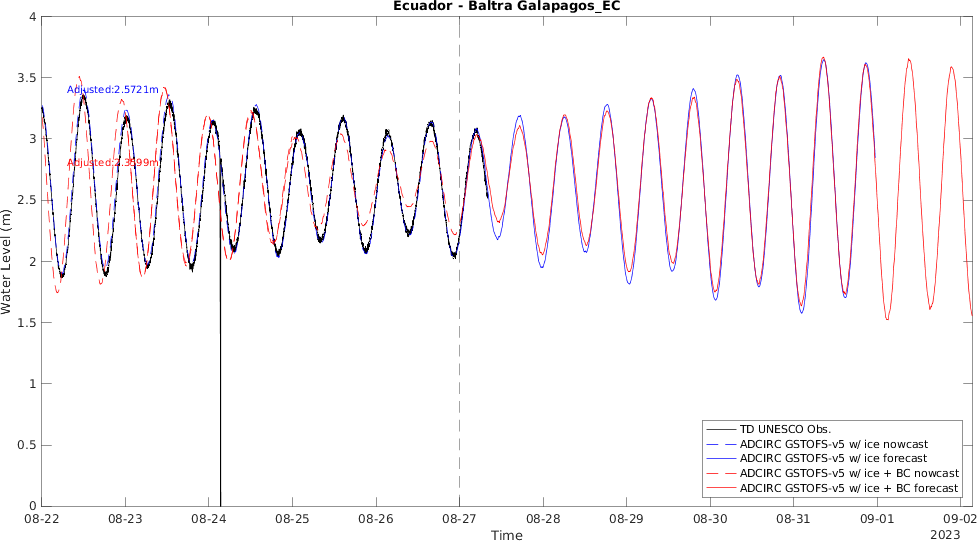 Ecuador - Baltra Galapagos_EC
4
3.5
3
2.5
2
1.5
1
0.5
0
Water Level (m)
Adjusted:2.5721m
TD UNESCO Obs.
ADCIRC GSTOFS-v5 w/ ice nowcast
ADCIRC GSTOFS-v5 w/ ice forecast
ADCIRC GSTOFS-v5 w/ ice + BC nowcast
ADCIRC GSTOFS-v5 w/ ice + BC forecast
08-22 08-23 08-24 08-25 08-26 08-27 08-28 08-29 08-30 08-31 09-01 09-02
Time
2023